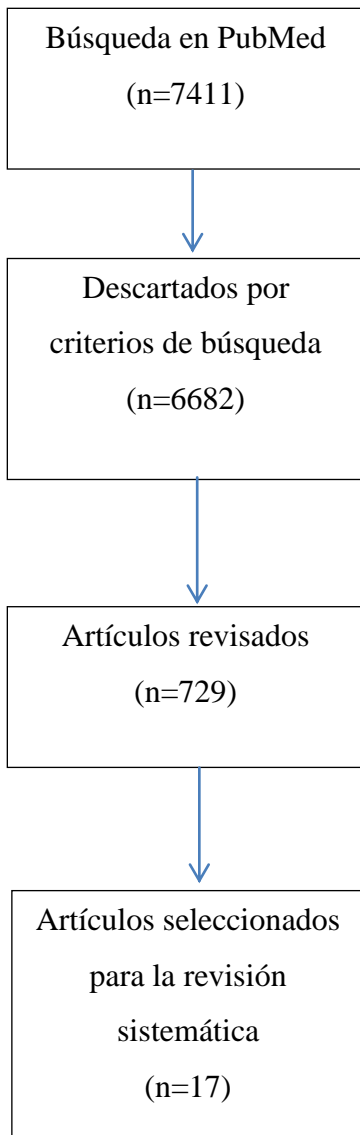 Búsqueda en PubMed
(n=7411)
Descartados por
criterios de búsqueda
(n=6682)
Artículos revisados
(n=729)
Artículos seleccionados
para la revisión
sistemática
(n=17)